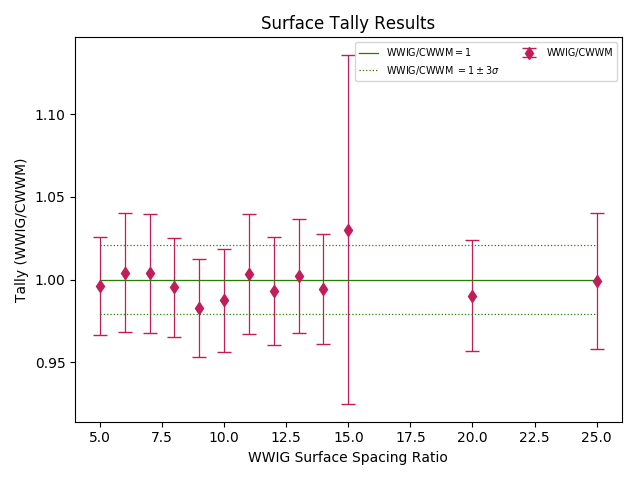 Surface Tally Results
WWIG/CWWM = 1
WWIG/CWWM = 1 ± 3σ
WWIG/CWWM
Tally (WWIG/CWWM)
1.10
1.05
1.00
0.95
5.0 7.5 10.0 12.5 15.0 17.5 20.0 22.5 25.0
WWIG Surface Spacing Ratio